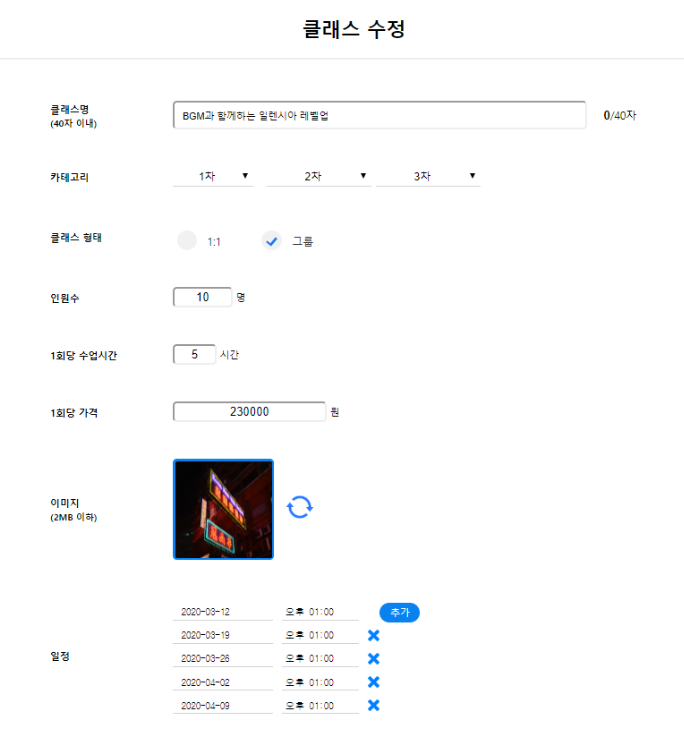 클래스 수정
클래스명
(40자 이내)
BGM과 함께하는 일렌시아 레벨업
0/40자
카테고리
1차 ▼ 2차 ▼ 3차 ▼
클래스 형태
1:1 그룹
인원수
10 명
1회당 수업시간
5 시간
1회당 가격
230000 원
이미지
(2MB 이하)
일정
2020-03-12 오후 01:00 추가
2020-03-19 오후 01:00
2020-03-26 오후 01:00
2020-04-02 오후 01:00
2020-04-09 오후 01:00